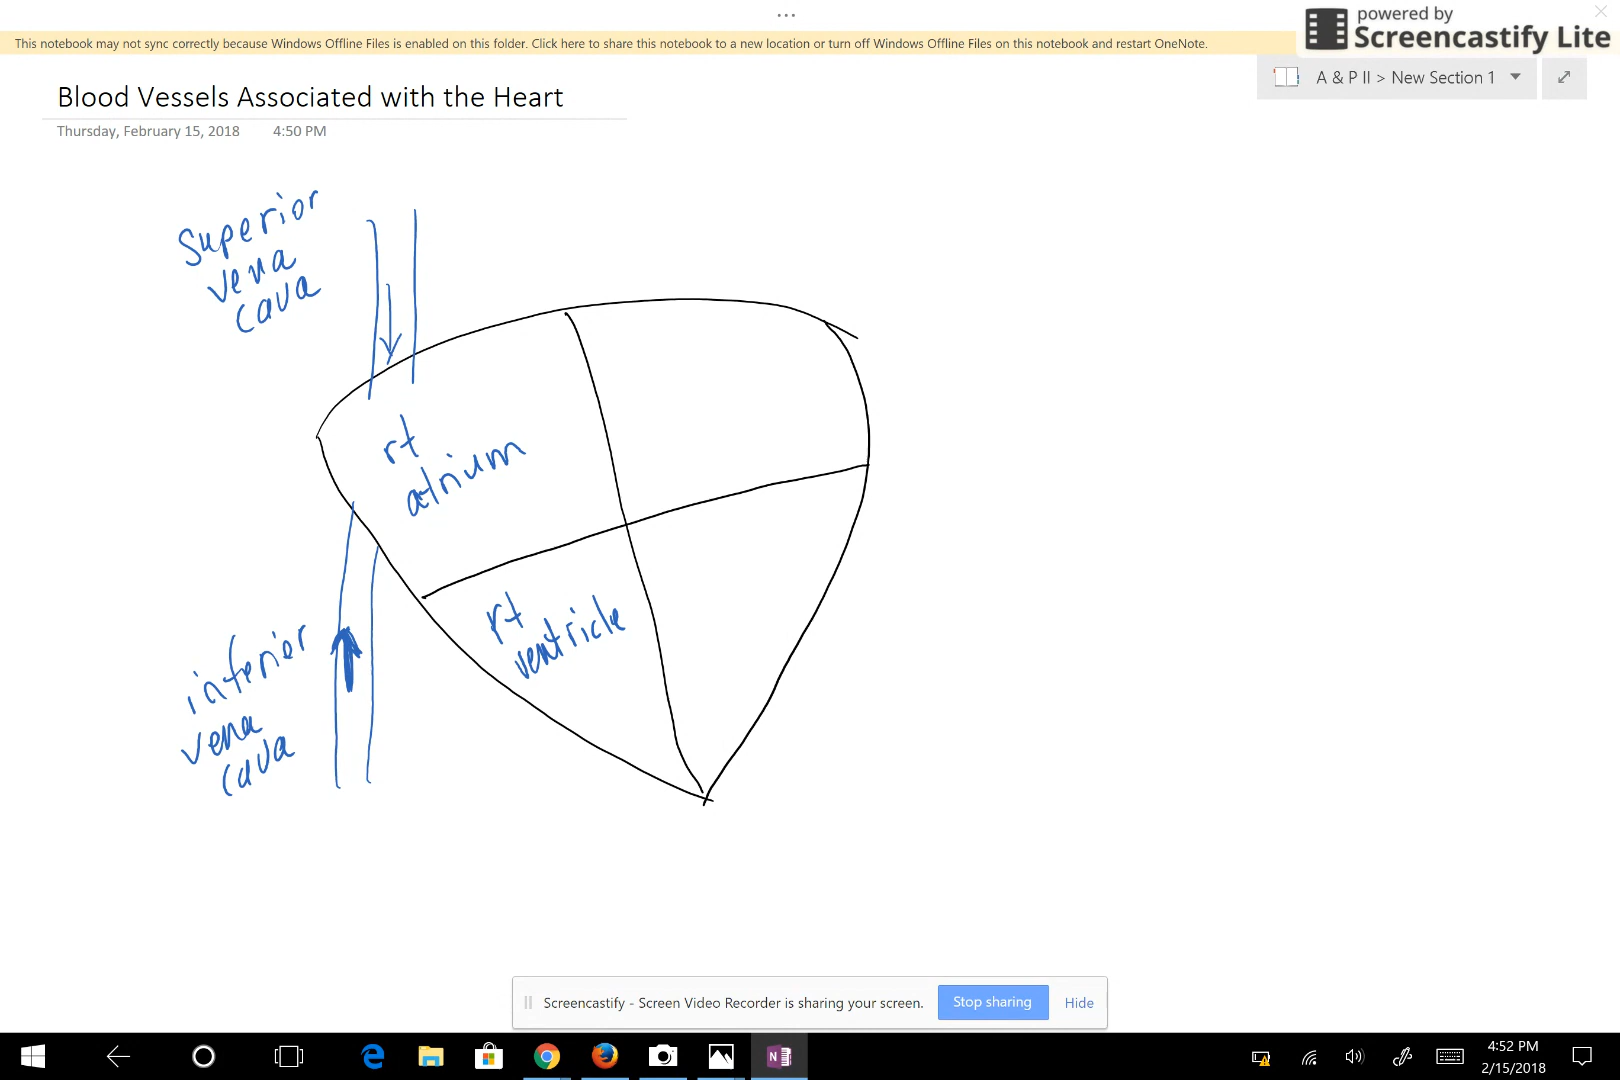 ...
powered by
Screencastify Lite
This notebook may not sync correctly because Windows Offline Files is enabled on this folder. Click here to share this notebook to a new location or turn off Windows Offline Files on this notebook and restart OneNote.
A & P II > New Section 1
Blood Vessels Associated with the Heart
Thursday, February 15, 2018 4:50 PM
Superior
vena
cava
rt
atrium
rt
ventricle
inferior
vena
cava
Screencastify - Screen Video Recorder is sharing your screen. Stop sharing Hide
4:52 PM
2/15/2018